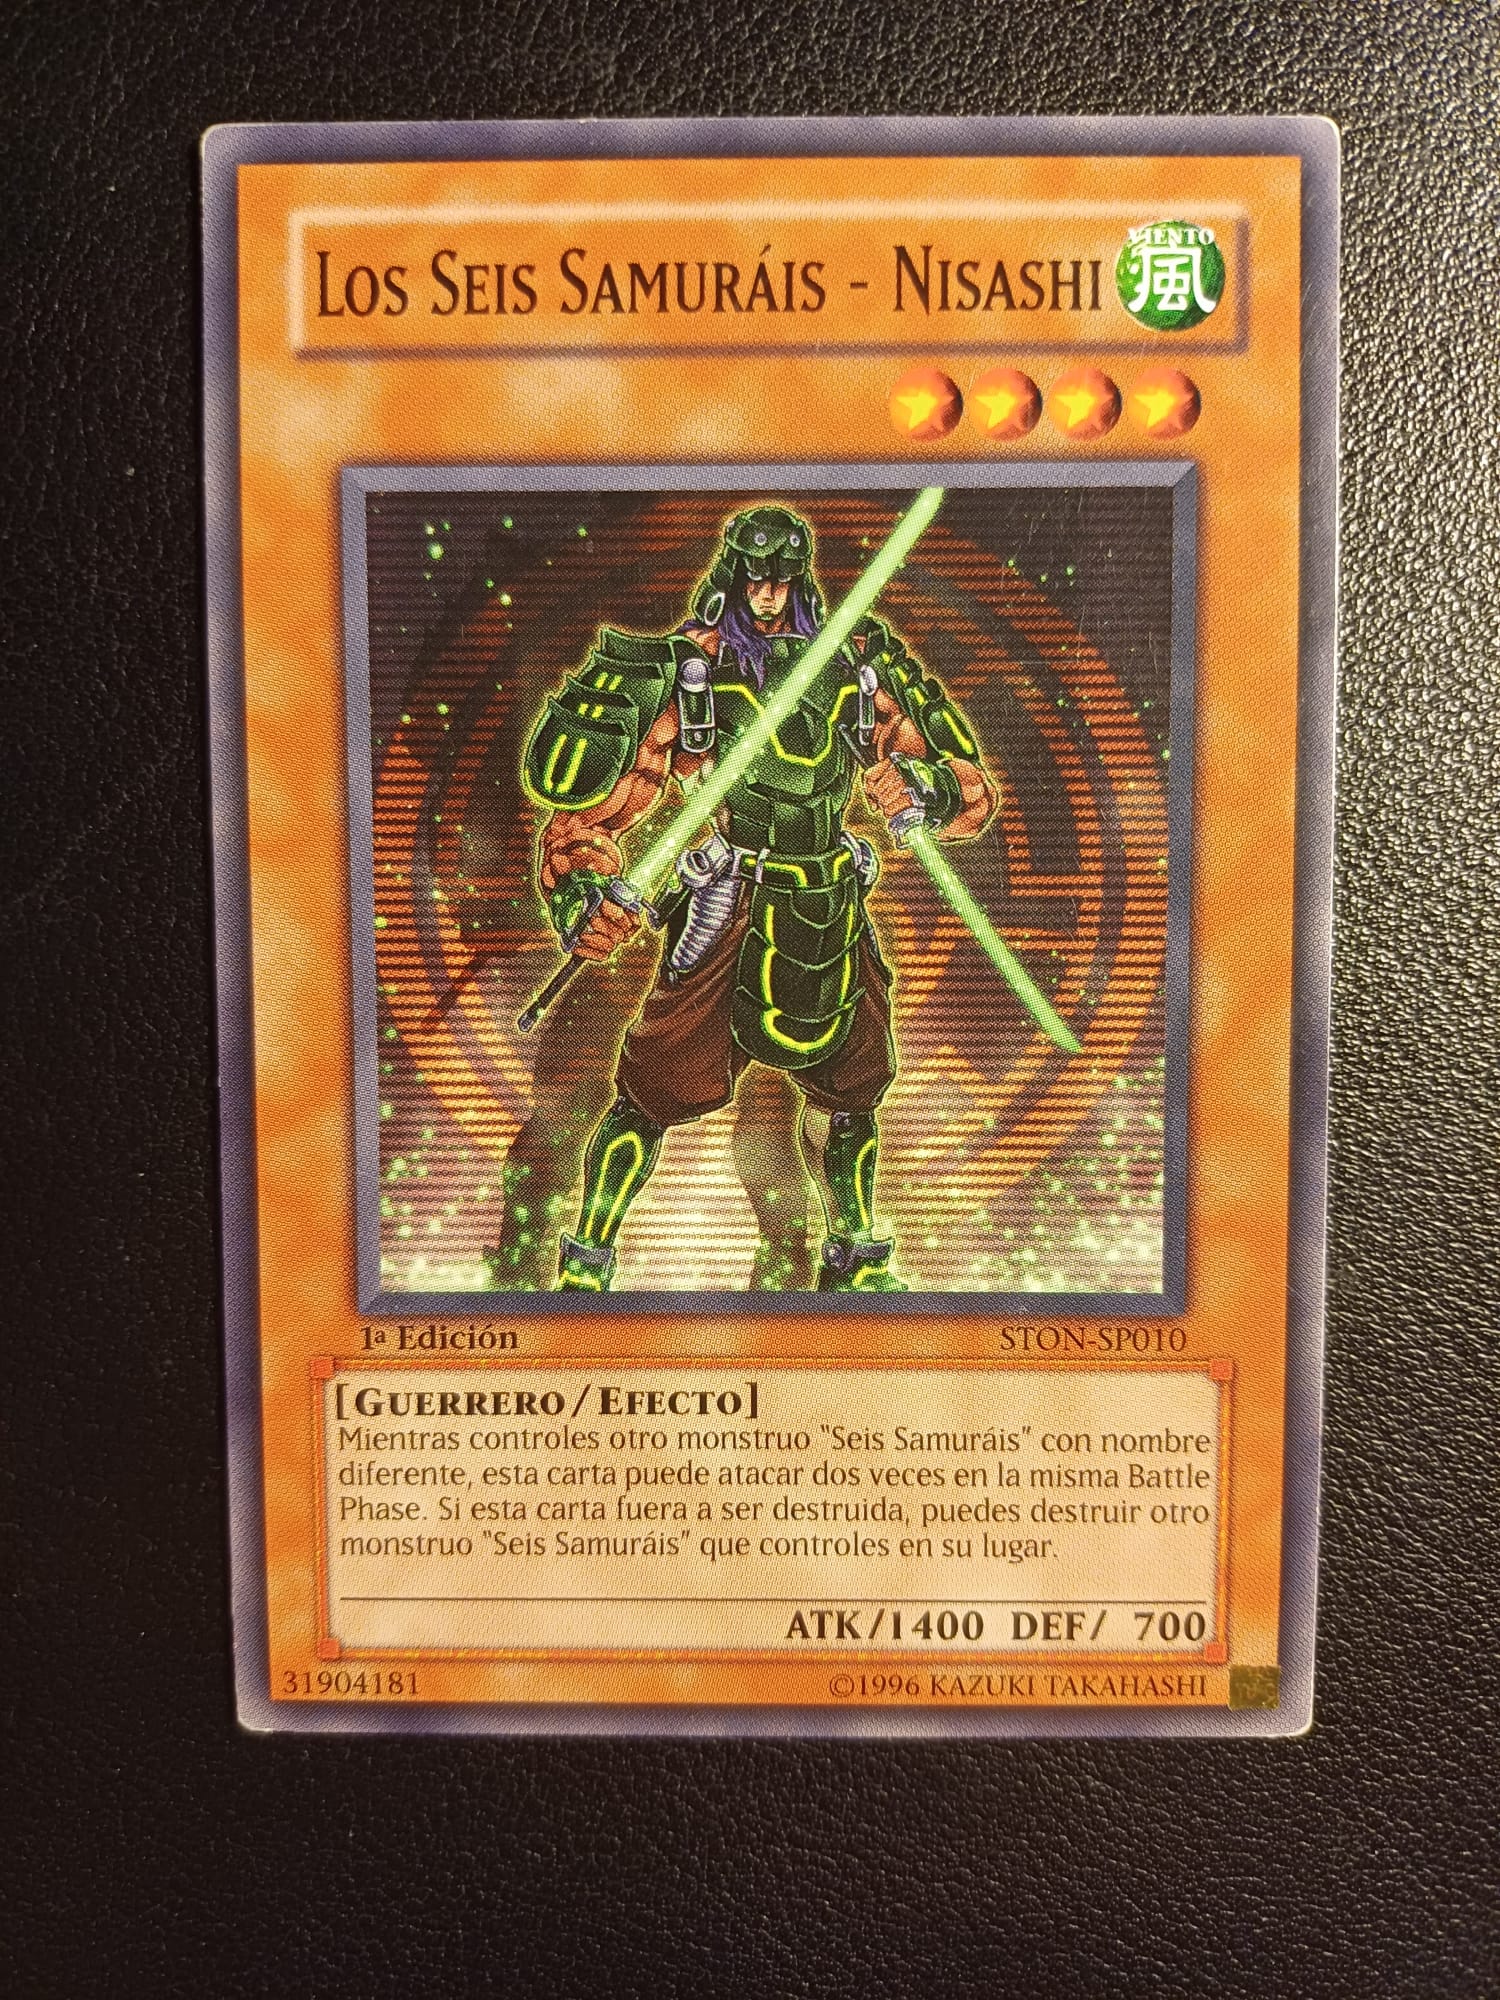 LOS SEIS SAMURÁIS - NISASHI
VIENTO
風
1ª Edición
STON-SP010
[GUERRERO/EFECTO]
Mientras controles otro monstruo "Seis Samuráis" con nombre
diferente, esta carta puede atacar dos veces en la misma Battle
Phase. Si esta carta fuera a ser destruida, puedes destruir otro
monstruo "Seis Samuráis" que controles en su lugar.
ATK/1400 DEF/ 700
31904181
©1996 KAZUKI TAKAHASHI